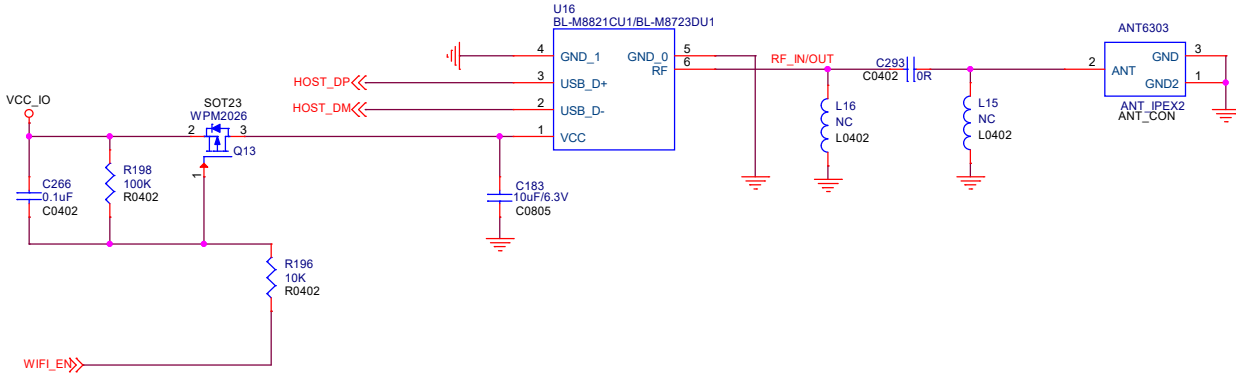 U16
BL-M8821CU1/BL-M8723DU1
4
GND_1
GND_0
5
3
USB_D+
RF
6
2
USB_D-
1
VCC
HOST_DP
HOST_DM
RF_IN/OUT
C293
C0402
0R
L16
NC
L0402
L15
NC
L0402
ANT6303
2
ANT
GND
3
GND2
1
ANT_IPEX2
ANT_CON
VCC_IO
SOT23
WPM2026
2
3
Q13
1
C266
0.1uF
C0402
R198
100K
R0402
C183
10uF/6.3V
C0805
R196
10K
R0402
WIFI_EN